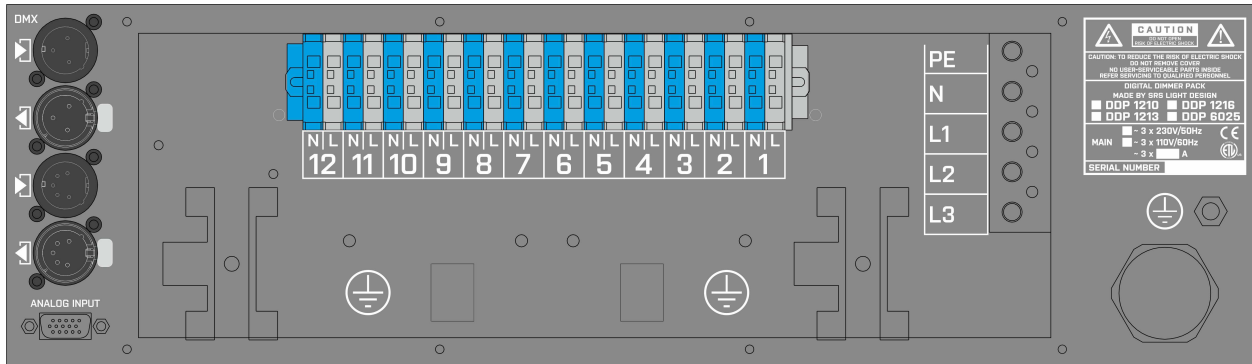 DMX
ANALOG INPUT
N L N L N L N L N L N L N L N L N L N L N L N L
12 11 10 9 8 7 6 5 4 3 2 1
PE
N
L1
L2
L3
CAUTION
DO NOT OPEN
RISK OF ELECTRIC SHOCK
CAUTION: TO REDUCE THE RISK OF ELECTRIC SHOCK
DO NOT REMOVE COVER
NO USER-SERVICEABLE PARTS INSIDE
REFER SERVICING TO QUALIFIED PERSONNEL
DIGITAL DIMMER PACK
MADE BY SRS LIGHT DESIGN
DDP 1210 DDP 1216
DDP 1213 DDP 6025
MAIN ~ 3 x 230V/50Hz
~ 3 x 110V/60Hz
~ 3 x A
CE
ETL
SERIAL NUMBER